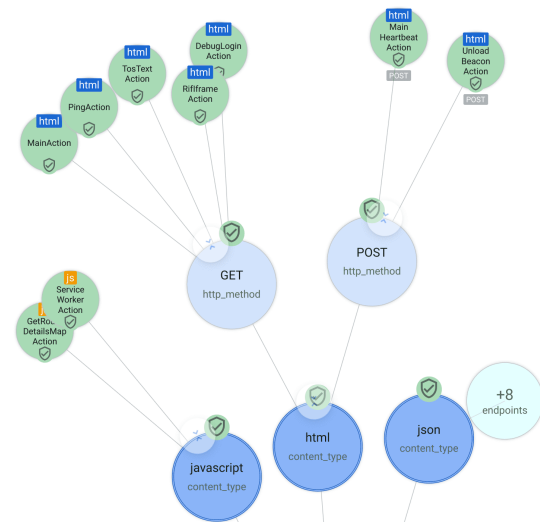 html
Main
Heartbeat
Action
POST
html
Unload
Beacon
Action
POST
html
DebugLogin
Action
html
TosText
Action
html
RifIframe
Action
html
PingAction
html
MainAction
GET
http_method
POST
http_method
js
Service
Worker
Action
DetailsMap
Action
+8
endpoints
json
content_type
html
content_type
javascript
content_type